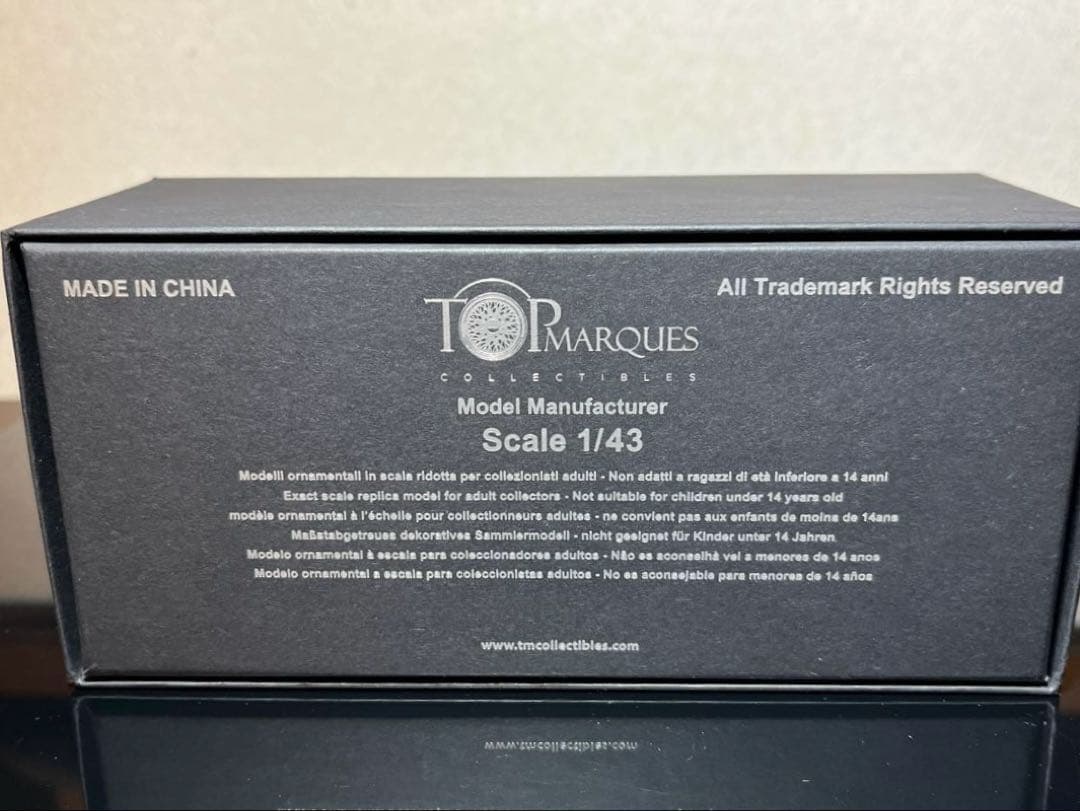 MADE IN CHINA
All Trademark Rights Reserved
TOPMARQUES
COLLECTIBLES
Model Manufacturer
Scale 1/43
Modelli ornamentali in scala ridotta per collezionisti adulti - Non adatti a ragazzi di età inferiore a 14 anni
Exact scale replica model for adult collectors - Not suitable for children under 14 years old
modèle ornamental à l'échelle pour collectionneurs adultes - ne convient pas aux enfants de moins de 14ans
Maßstabgetreues dekoratives Sammlermodell - nicht geeignet für Kinder unter 14 Jahren
Modelo ornamental à escala para coleccionadores adultos - Não es aconselhà vel a menores de 14 anos
Modelo ornamental a escala para coleccionistas adultos - No es aconsejable para menores de 14 años
www.tmcollectibles.com